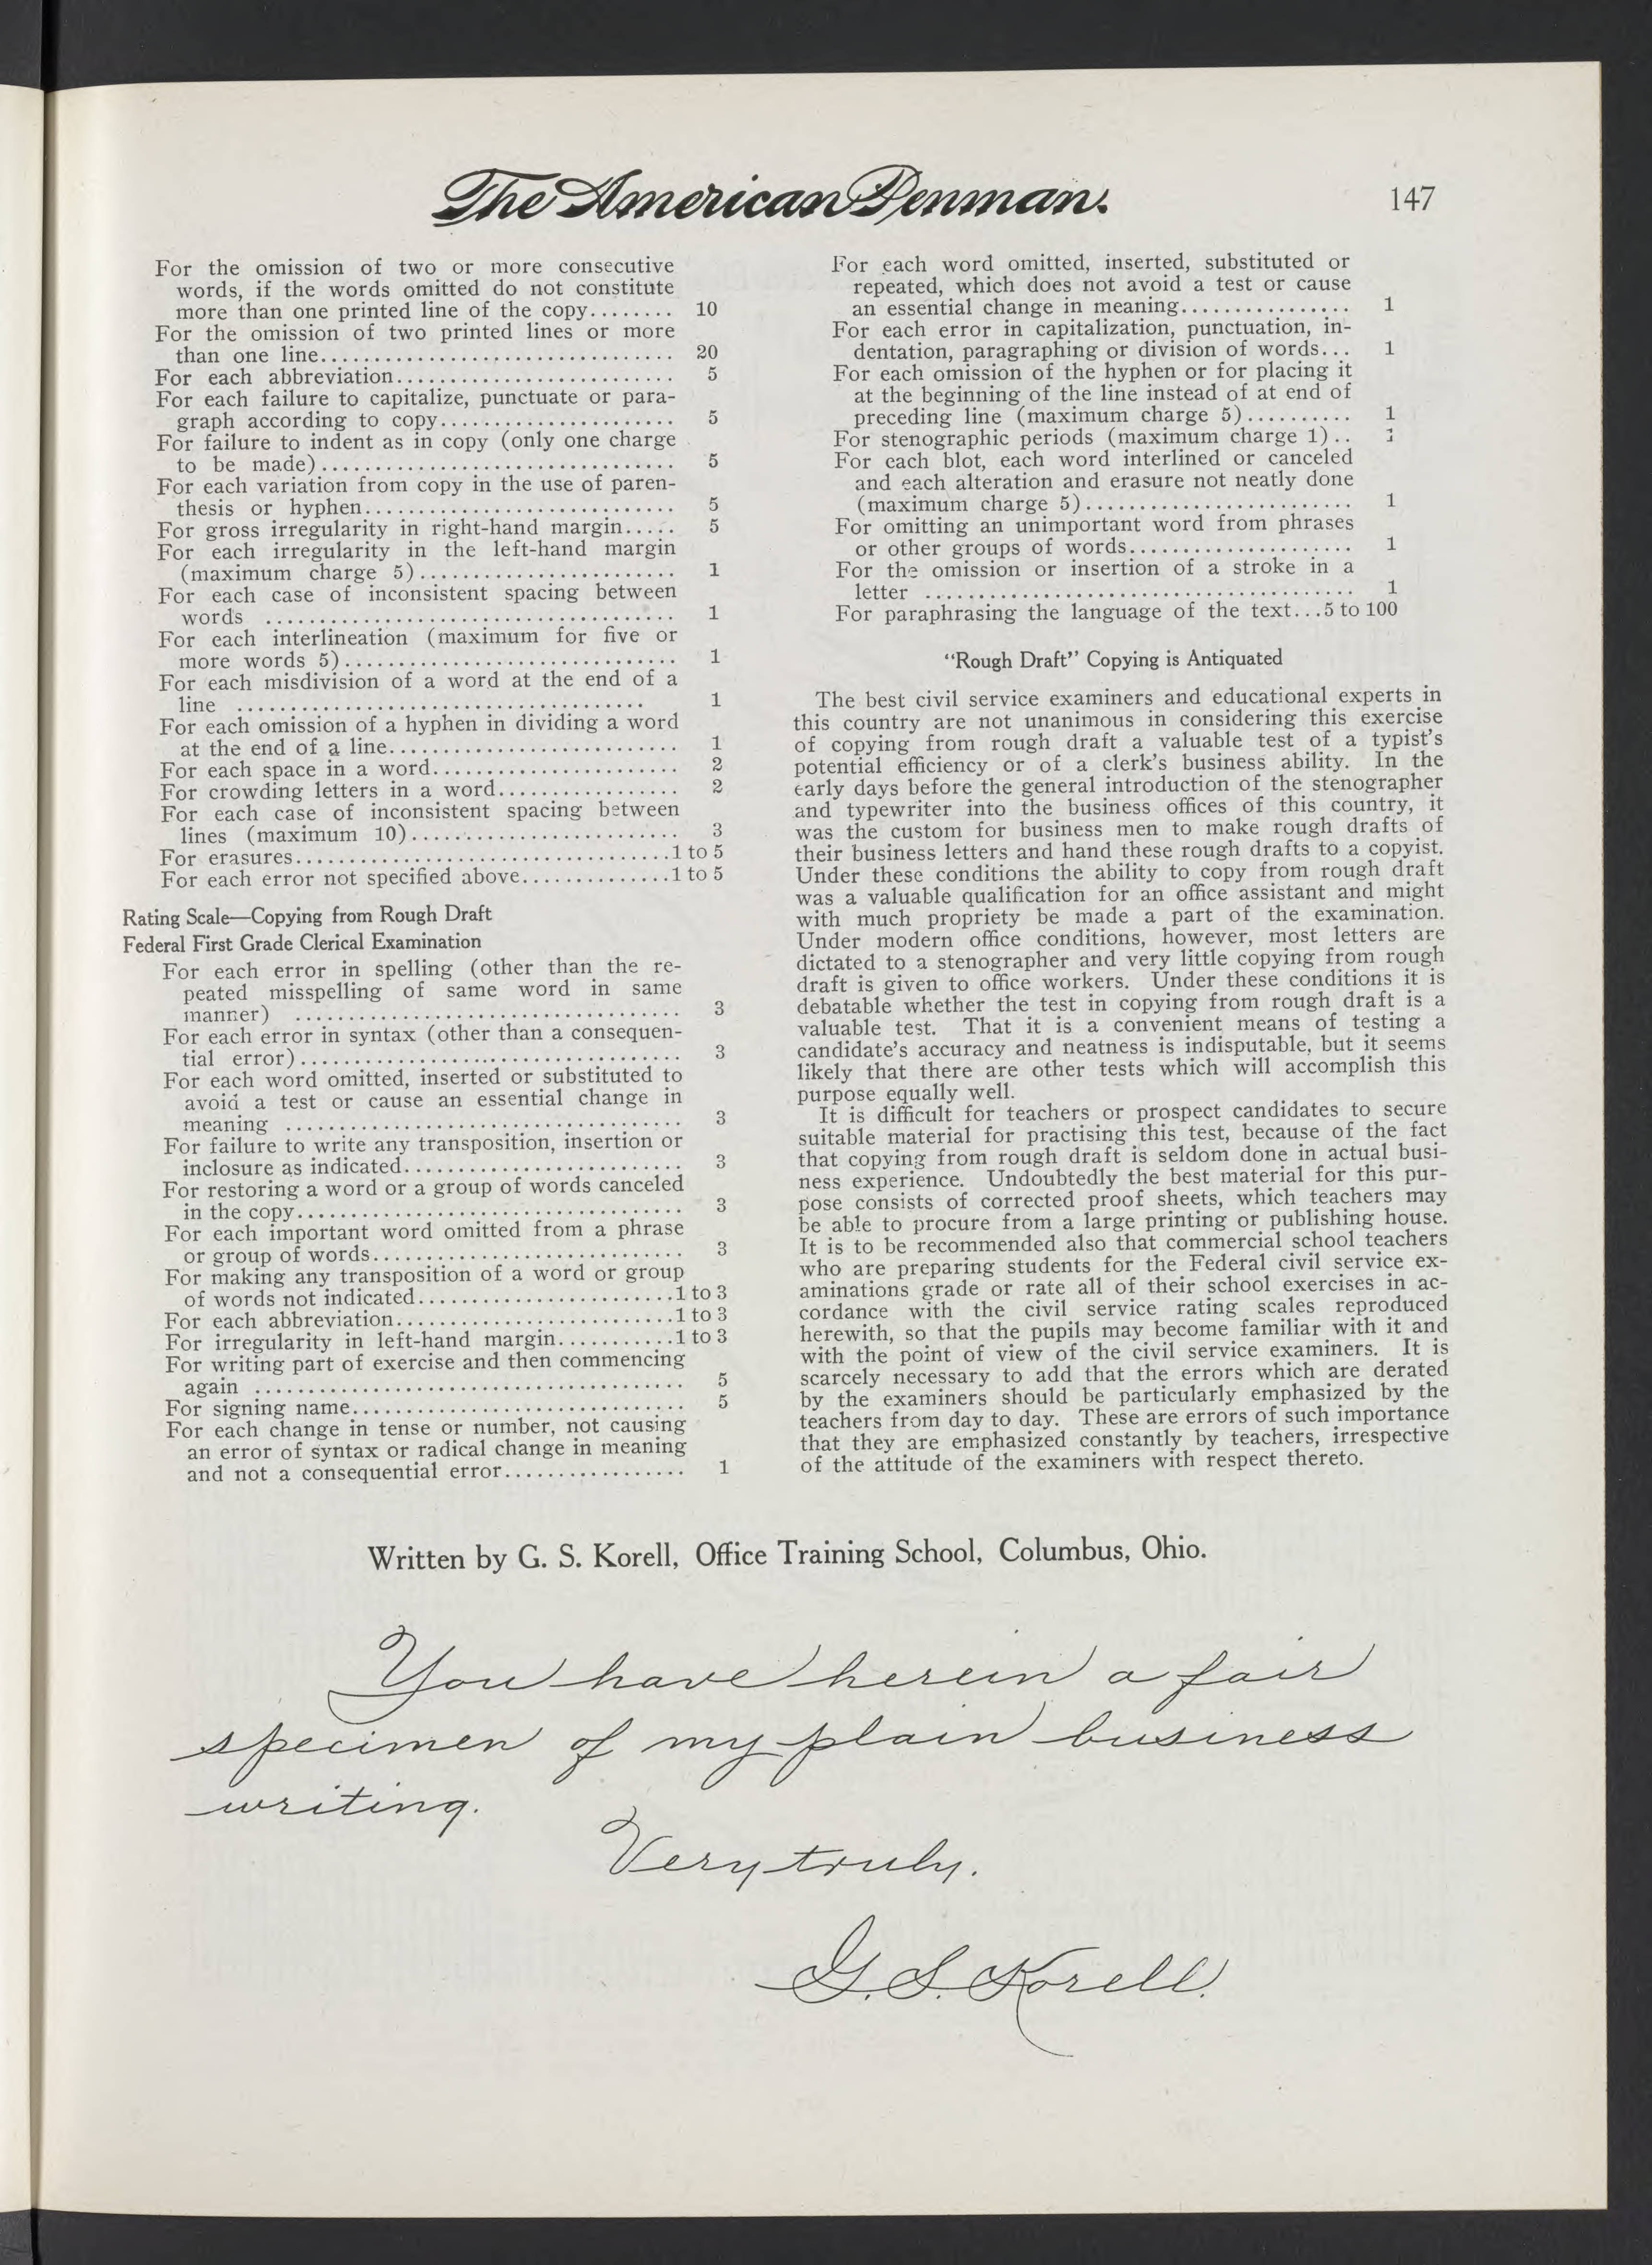 The American Penman.
147
For the omission of two or more consecutive
words, if the words omitted do not constitute
more than one printed line of the copy........ 10
For the omission of two printed lines or more
than one line................................. 20
For each abbreviation.......................... 5
For each failure to capitalize, punctuate or para-
graph according to copy...................... 5
For failure to indent as in copy (only one charge
to be made)................................. 5
For each variation from copy in the use of paren-
thesis or hyphen............................. 5
For gross irregularity in right-hand margin..... 5
For each irregularity in the left-hand margin
(maximum charge 5)........................ 1
For each case of inconsistent spacing between
words ....................................... 1
For each interlineation (maximum for five or
more words 5)............................... 1
For each misdivision of a word at the end of a
line ...................................... 1
For each omission of a hyphen in dividing a word
at the end of a line........................... 1
For each space in a word....................... 2
For crowding letters in a word................. 2
For each case of inconsistent spacing between
lines (maximum 10)......................... 3
For erasures...................................1 to 5
For each error not specified above..............1 to 5
Rating Scale—Copying from Rough Draft
Federal First Grade Clerical Examination
For each error in spelling (other than the re-
peated misspelling of same word in same
manner) .................................... 3
For each error in syntax (other than a consequen-
tial error).................................... 3
For each word omitted, inserted or substituted to
avoid a test or cause an essential change in
meaning ..................................... 3
For failure to write any transposition, insertion or
inclosure as indicated.......................... 3
For restoring a word or a group of words canceled
in the copy.................................... 3
For each important word omitted from a phrase
or group of words............................. 3
For making any transposition of a word or group
of words not indicated........................1 to 3
For each abbreviation..........................1 to 3
For irregularity in left-hand margin...........1 to 3
For writing part of exercise and then commencing
again ........................................ 5
For signing name............................... 5
For each change in tense or number, not causing
an error of syntax or radical change in meaning
and not a consequential error................. 1
For each word omitted, inserted, substituted or
repeated, which does not avoid a test or cause
an essential change in meaning................ 1
For each error in capitalization, punctuation, in-
dentation, paragraphing or division of words... 1
For each omission of the hyphen or for placing it
at the beginning of the line instead of at end of
preceding line (maximum charge 5).......... 1
For stenographic periods (maximum charge 1).. 1
For each blot, each word interlined or canceled
and each alteration and erasure not neatly done
(maximum charge 5)......................... 1
For omitting an unimportant word from phrases
or other groups of words..................... 1
For the omission or insertion of a stroke in a
letter ........................................ 1
For paraphrasing the language of the text...5 to 100
“Rough Draft” Copying is Antiquated
The best civil service examiners and educational experts in
this country are not unanimous in considering this exercise
of copying from rough draft a valuable test of a typist's
potential efficiency or of a clerk's business ability. In the
early days before the general introduction of the stenographer
and typewriter into the business offices of this country, it
was the custom for business men to make rough drafts of
their business letters and hand these rough drafts to a copyist.
Under these conditions the ability to copy from rough draft
was a valuable qualification for an office assistant and might
with much propriety be made a part of the examination.
Under modern office conditions, however, most letters are
dictated to a stenographer and very little copying from rough
draft is given to office workers. Under these conditions it is
debatable whether the test in copying from rough draft is a
valuable test. That it is a convenient means of testing a
candidate's accuracy and neatness is indisputable, but it seems
likely that there are other tests which will accomplish this
purpose equally well.
It is difficult for teachers or prospect candidates to secure
suitable material for practising this test, because of the fact
that copying from rough draft is seldom done in actual busi-
ness experience. Undoubtedly the best material for this pur-
pose consists of corrected proof sheets, which teachers may
be able to procure from a large printing or publishing house.
It is to be recommended also that commercial school teachers
who are preparing students for the Federal civil service ex-
aminations grade or rate all of their school exercises in ac-
cordance with the civil service rating scales reproduced
herewith, so that the pupils may become familiar with it and
with the point of view of the civil service examiners. It is
scarcely necessary to add that the errors which are derated
by the examiners should be particularly emphasized by the
teachers from day to day. These are errors of such importance
that they are emphasized constantly by teachers, irrespective
of the attitude of the examiners with respect thereto.
Written by G. S. Korell, Office Training School, Columbus, Ohio.
You have herein a fair
specimen of my plain business
writing.
Very truly.
G. S. Korell.